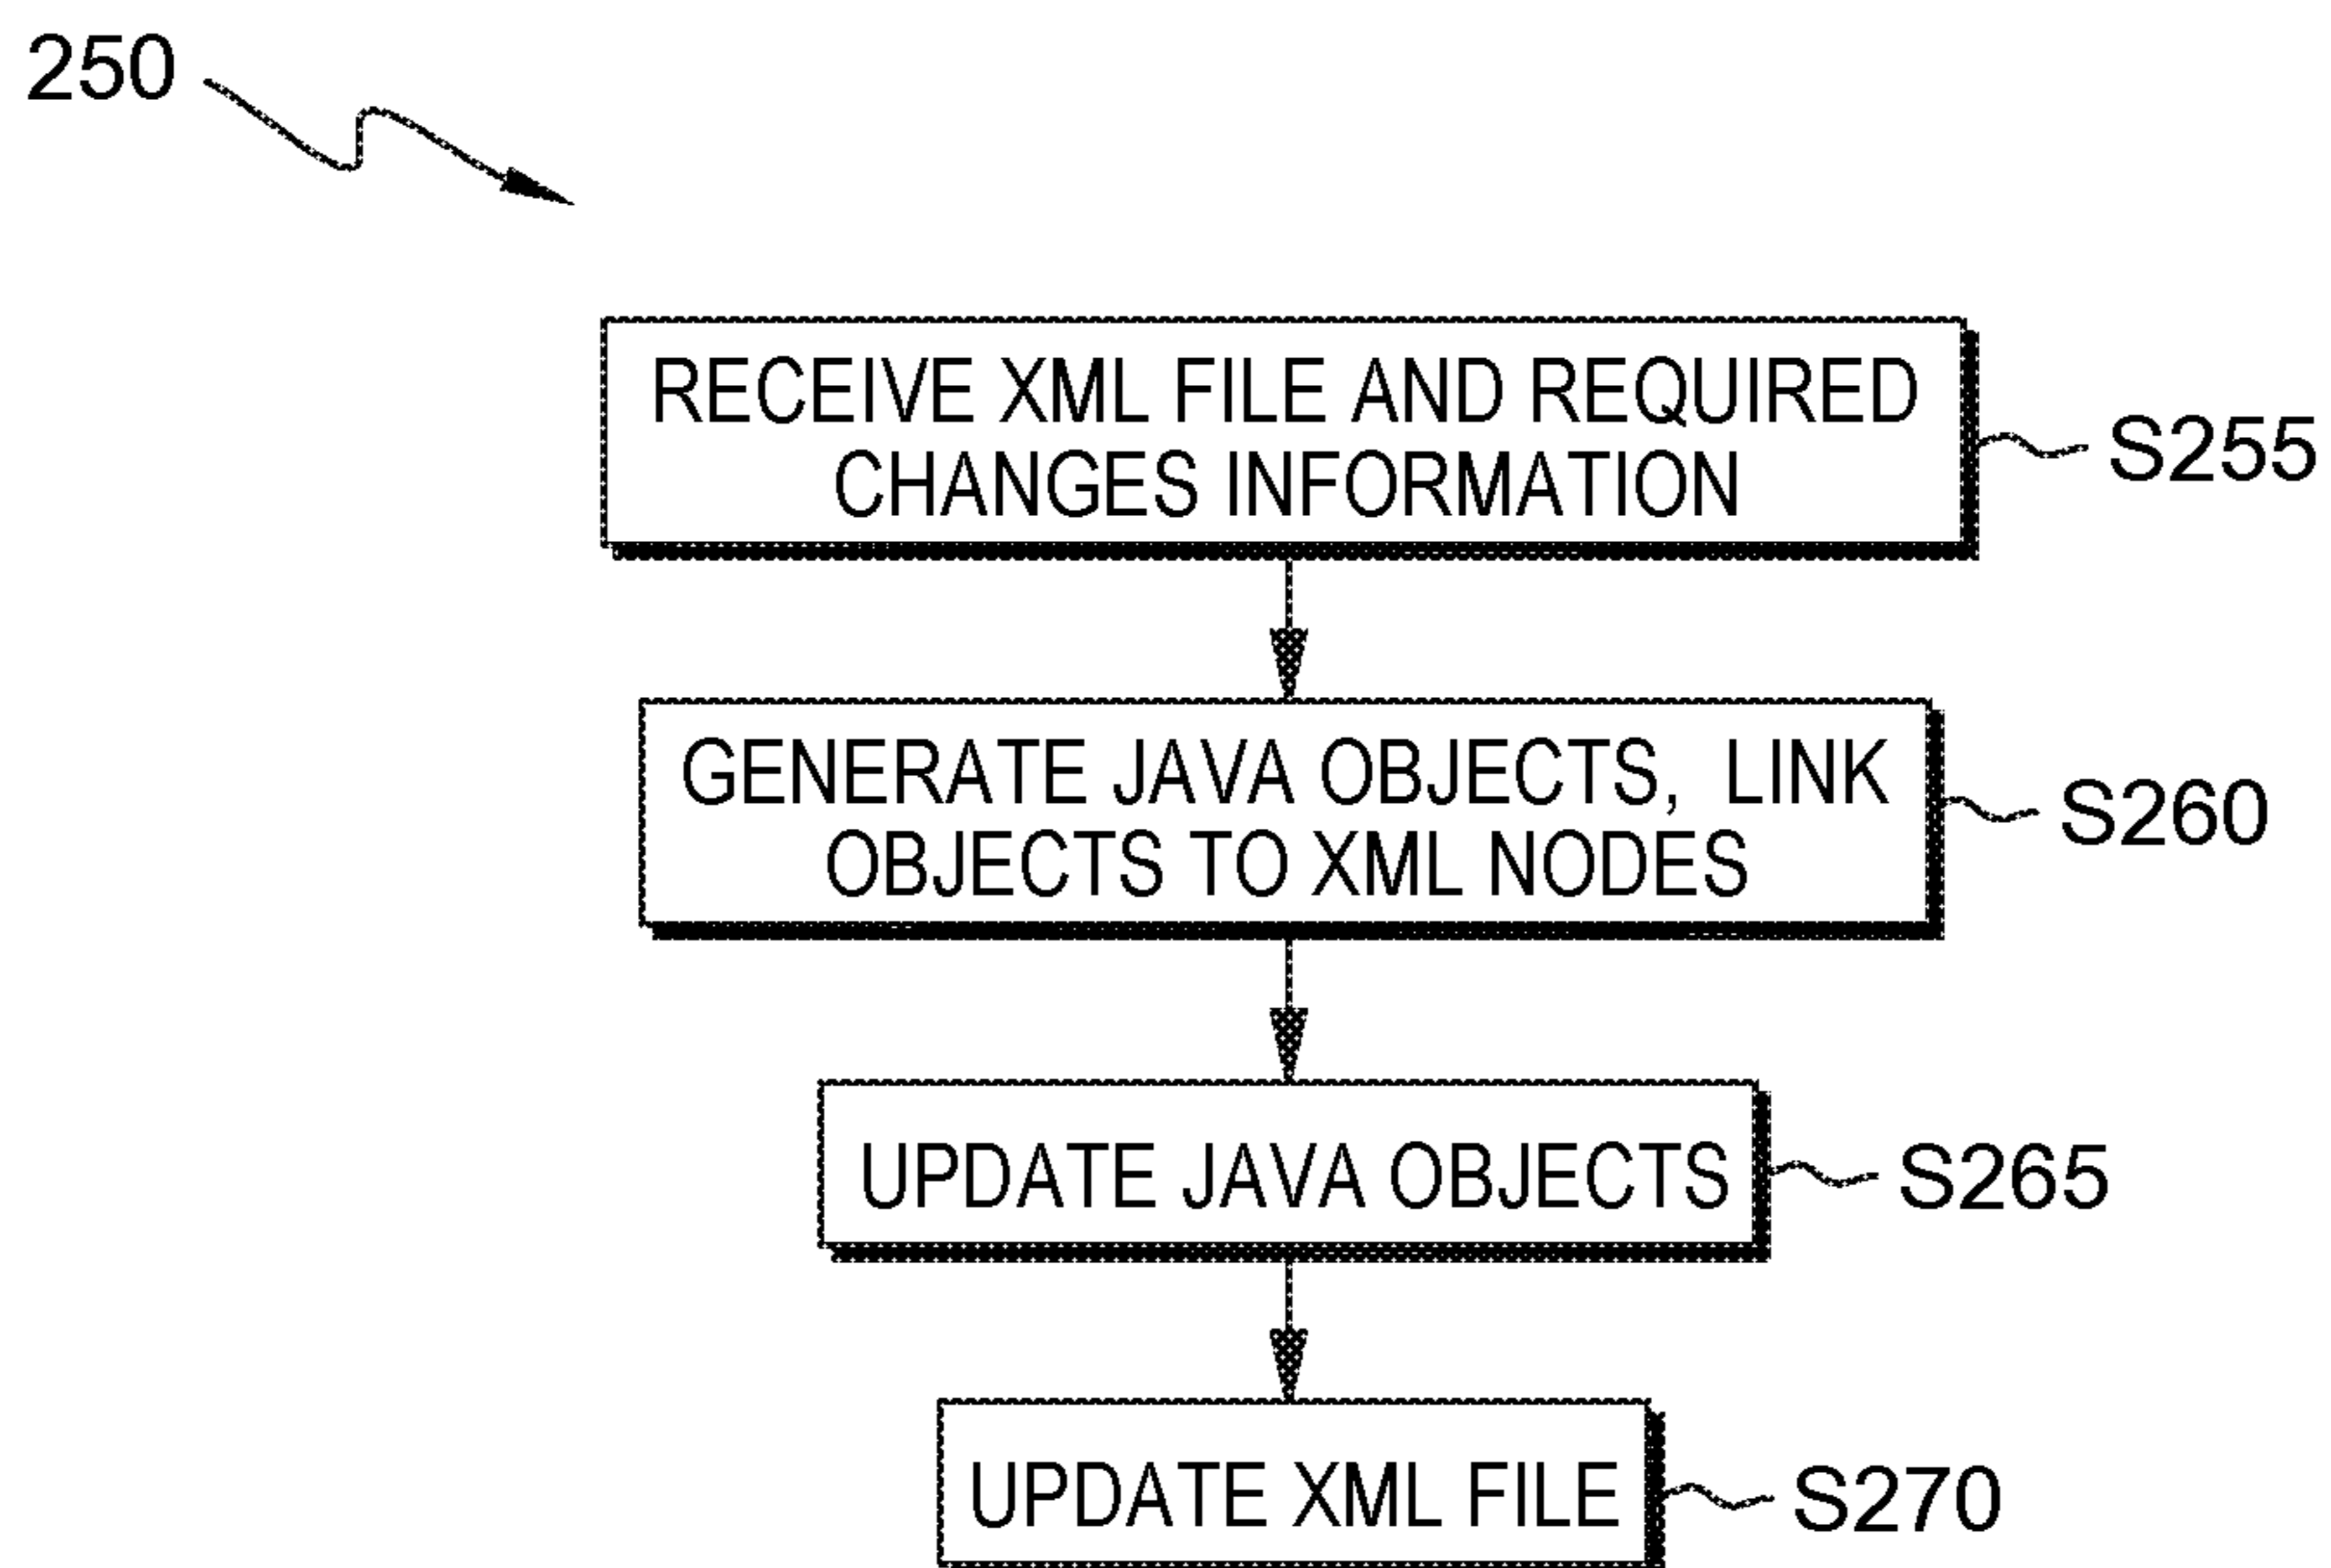 250
RECEIVE XML FILE AND REQUIRED
CHANGES INFORMATION
S255
GENERATE JAVA OBJECTS, LINK
OBJECTS TO XML NODES
S260
UPDATE JAVA OBJECTS
S265
UPDATE XML FILE
S270